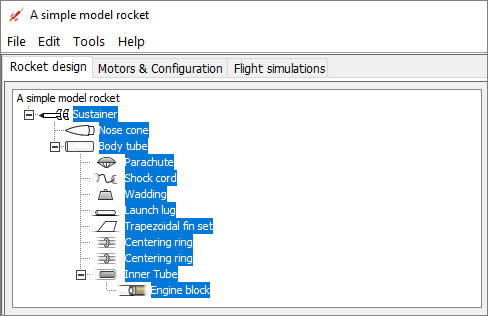 A simple model rocket
File Edit Tools Help
Rocket design Motors & Configuration Flight simulations
A simple model rocket
Sustainer
Nose cone
Body tube
Parachute
Shock cord
Wadding
Launch lug
Trapezoidal fin set
Centering ring
Centering ring
Inner Tube
Engine block